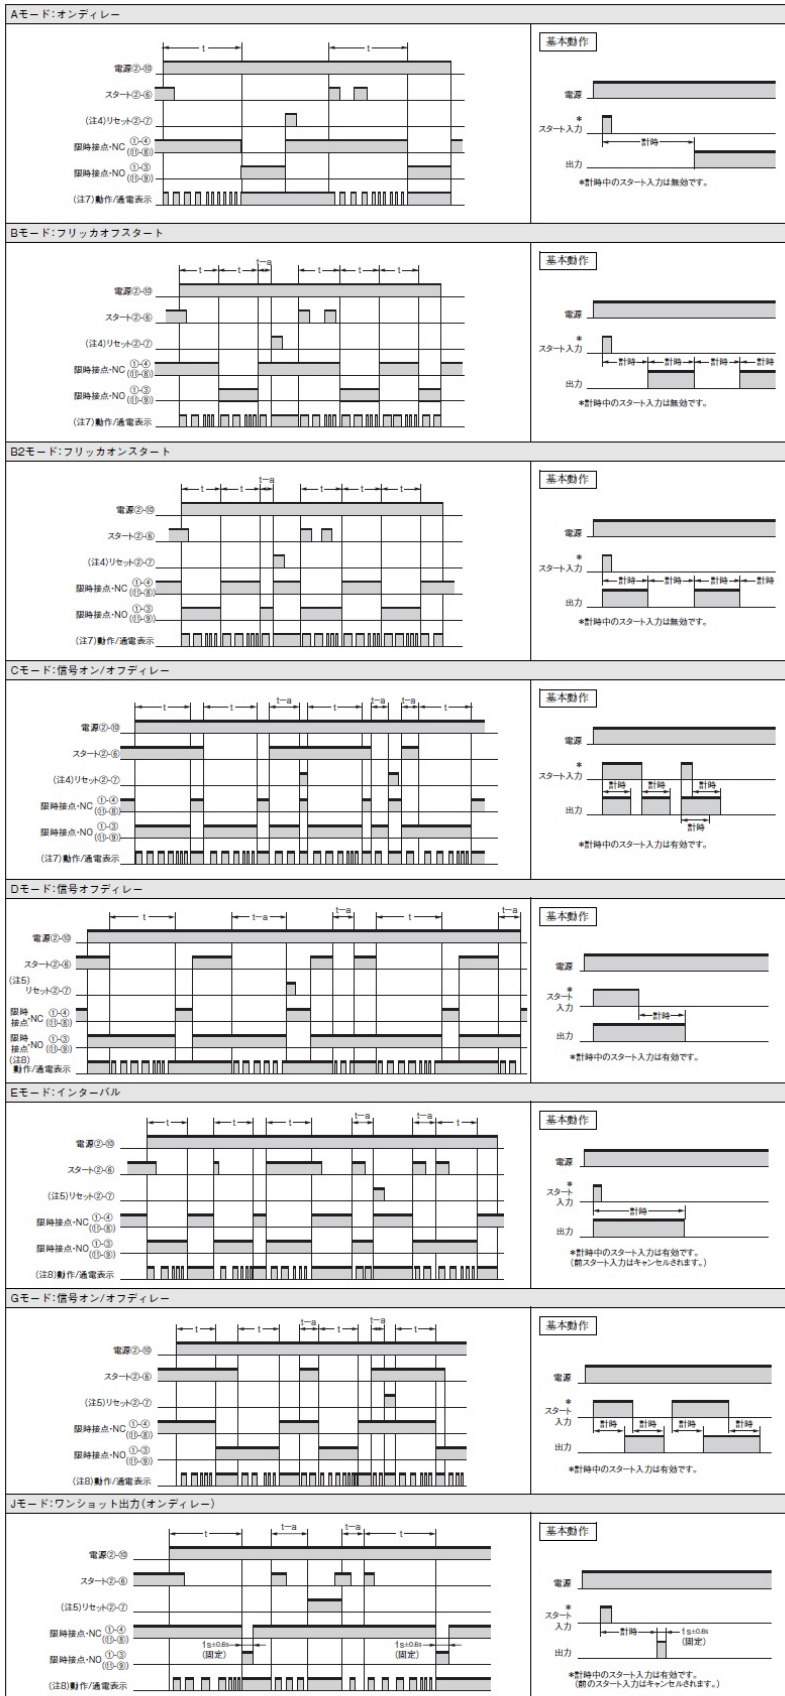 Aモード:オンディレー
t
t
電源②-⑩
スタート②-⑥
(注4)リセット②-⑦
限時接点・NC ①-④
(⑪-⑧)
限時接点・NO ①-③
(⑪-⑨)
(注7)動作/通電表示
基本動作
電源
*
スタート入力
計時
出力
*計時中のスタート入力は無効です。
Bモード:フリッカオフスタート
t-a
t t t t t
電源②-⑩
スタート②-⑥
(注4)リセット②-⑦
限時接点・NC ①-④
(⑪-⑧)
限時接点・NO ①-③
(⑪-⑨)
(注7)動作/通電表示
基本動作
電源
*
スタート入力
計時 計時 計時 計時
出力
*計時中のスタート入力は無効です。
B2モード:フリッカオンスタート
t-a
t t t t t
電源②-⑩
スタート②-⑥
(注4)リセット②-⑦
限時接点・NC ①-④
(⑪-⑧)
限時接点・NO ①-③
(⑪-⑨)
(注7)動作/通電表示
基本動作
電源
*
スタート入力
計時 計時 計時 計時
出力
*計時中のスタート入力は無効です。
Cモード:信号オン/オフディレー
t t t-a t t-a t-a t
電源②-⑩
スタート②-⑥
(注4)リセット②-⑦
限時接点・NC ①-④
(⑪-⑧)
限時接点・NO ①-③
(⑪-⑨)
(注7)動作/通電表示
基本動作
電源
*
スタート入力
計時 計時 計時
出力
計時
*計時中のスタート入力は有効です。
Dモード:信号オフディレー
t t-a t-a t t-a
電源②-⑩
スタート②-⑥
(注5)
リセット②-⑦
限時
接点・NC ①-④
(⑪-⑧)
限時
接点・NO ①-③
(⑪-⑨)
(注8)
動作/通電表示
基本動作
電源
*
スタート
入力
計時
出力
*計時中のスタート入力は有効です。
Eモード:インターバル
t t t t-a t-a t
電源②-⑩
スタート②-⑥
(注5)リセット②-⑦
限時接点・NC ①-④
(⑪-⑧)
限時接点・NO ①-③
(⑪-⑨)
(注8)動作/通電表示
基本動作
電源
*
スタート
入力
計時
出力
*計時中のスタート入力は有効です。
(前スタート入力はキャンセルされます。)
Gモード:信号オン/オフディレー
t t t-a t t-a t
電源②-⑩
スタート②-⑥
(注5)リセット②-⑦
限時接点・NC ①-④
(⑪-⑧)
限時接点・NO ①-③
(⑪-⑨)
(注8)動作/通電表示
基本動作
電源
*
スタート
入力
計時 計時 計時 計時
出力
*計時中のスタート入力は有効です。
Jモード:ワンショット出力(オンディレー)
t t-a t-a t
電源②-⑩
スタート②-⑥
(注5)リセット②-⑦
限時接点・NC ①-④
(⑪-⑧)
1s±0.6s
(固定)
1s±0.6s
(固定)
限時接点・NO ①-③
(⑪-⑨)
(注8)動作/通電表示
基本動作
電源
*
スタート
入力
計時
1s±0.6s
(固定)
出力
*計時中のスタート入力は有効です。
(前のスタート入力はキャンセルされます。)